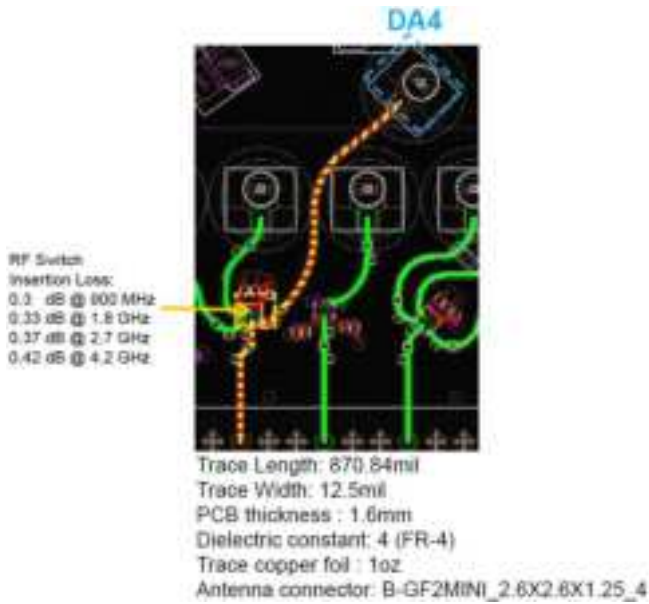 DA4
RF Switch
Insertion Loss:
0.3 dB @ 900 MHz
0.33 dB @ 1.8 GHz
0.37 dB @ 2.7 GHz
0.42 dB @ 4.2 GHz
Trace Length: 870.84mil
Trace Width: 12.5mil
PCB thickness : 1.6mm
Dielectric constant: 4 (FR-4)
Trace copper foil : 1oz
Antenna connector: B-GF2MINI_2.6X2.6X1.25_4